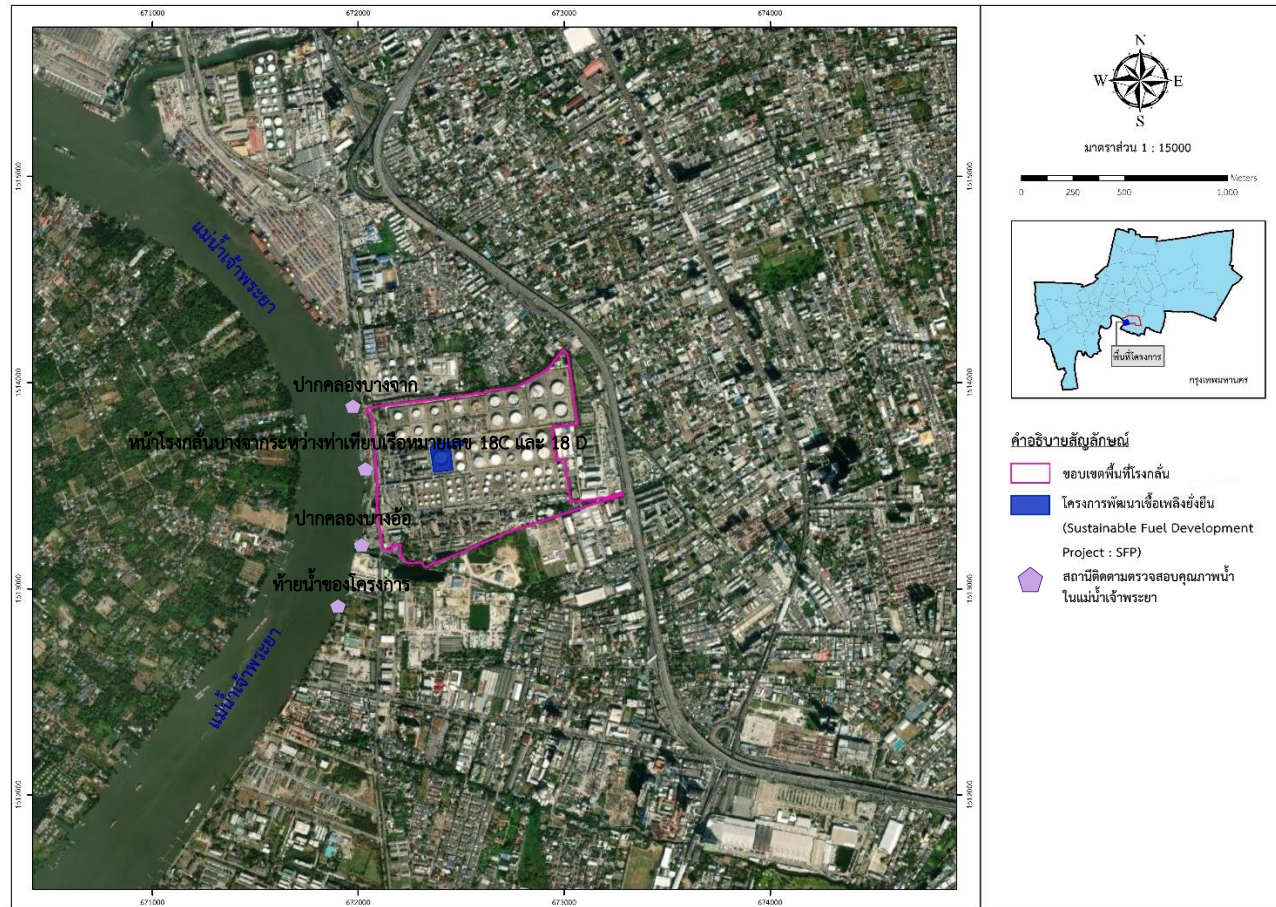 671000
672000
673000
674000
1515000
1514000
1513000
1512000
แม่น้ำเจ้าพระยา
ปากคลองบางจาก
หน้าโรงกลั่นบางจากระหว่างท่าเทียบเรือหมายเลข 18C และ 18 D
ปากคลองบางอ้อ
ท้ายน้ำของโครงการ
แม่น้ำเจ้าพระยา
1515000
1514000
1513000
1512000
671000
672000
673000
674000
N
W E
S
มาตราส่วน 1 : 15000
Meters
0 250 500 1,000
พื้นที่โครงการ
กรุงเทพมหานคร
คำอธิบายสัญลักษณ์
ขอบเขตพื้นที่โรงกลั่น
โครงการพัฒนาเชื้อเพลิงยั่งยืน
(Sustainable Fuel Development
Project : SFP)
สถานีติดตามตรวจสอบคุณภาพน้ำ
ในแม่น้ำเจ้าพระยา